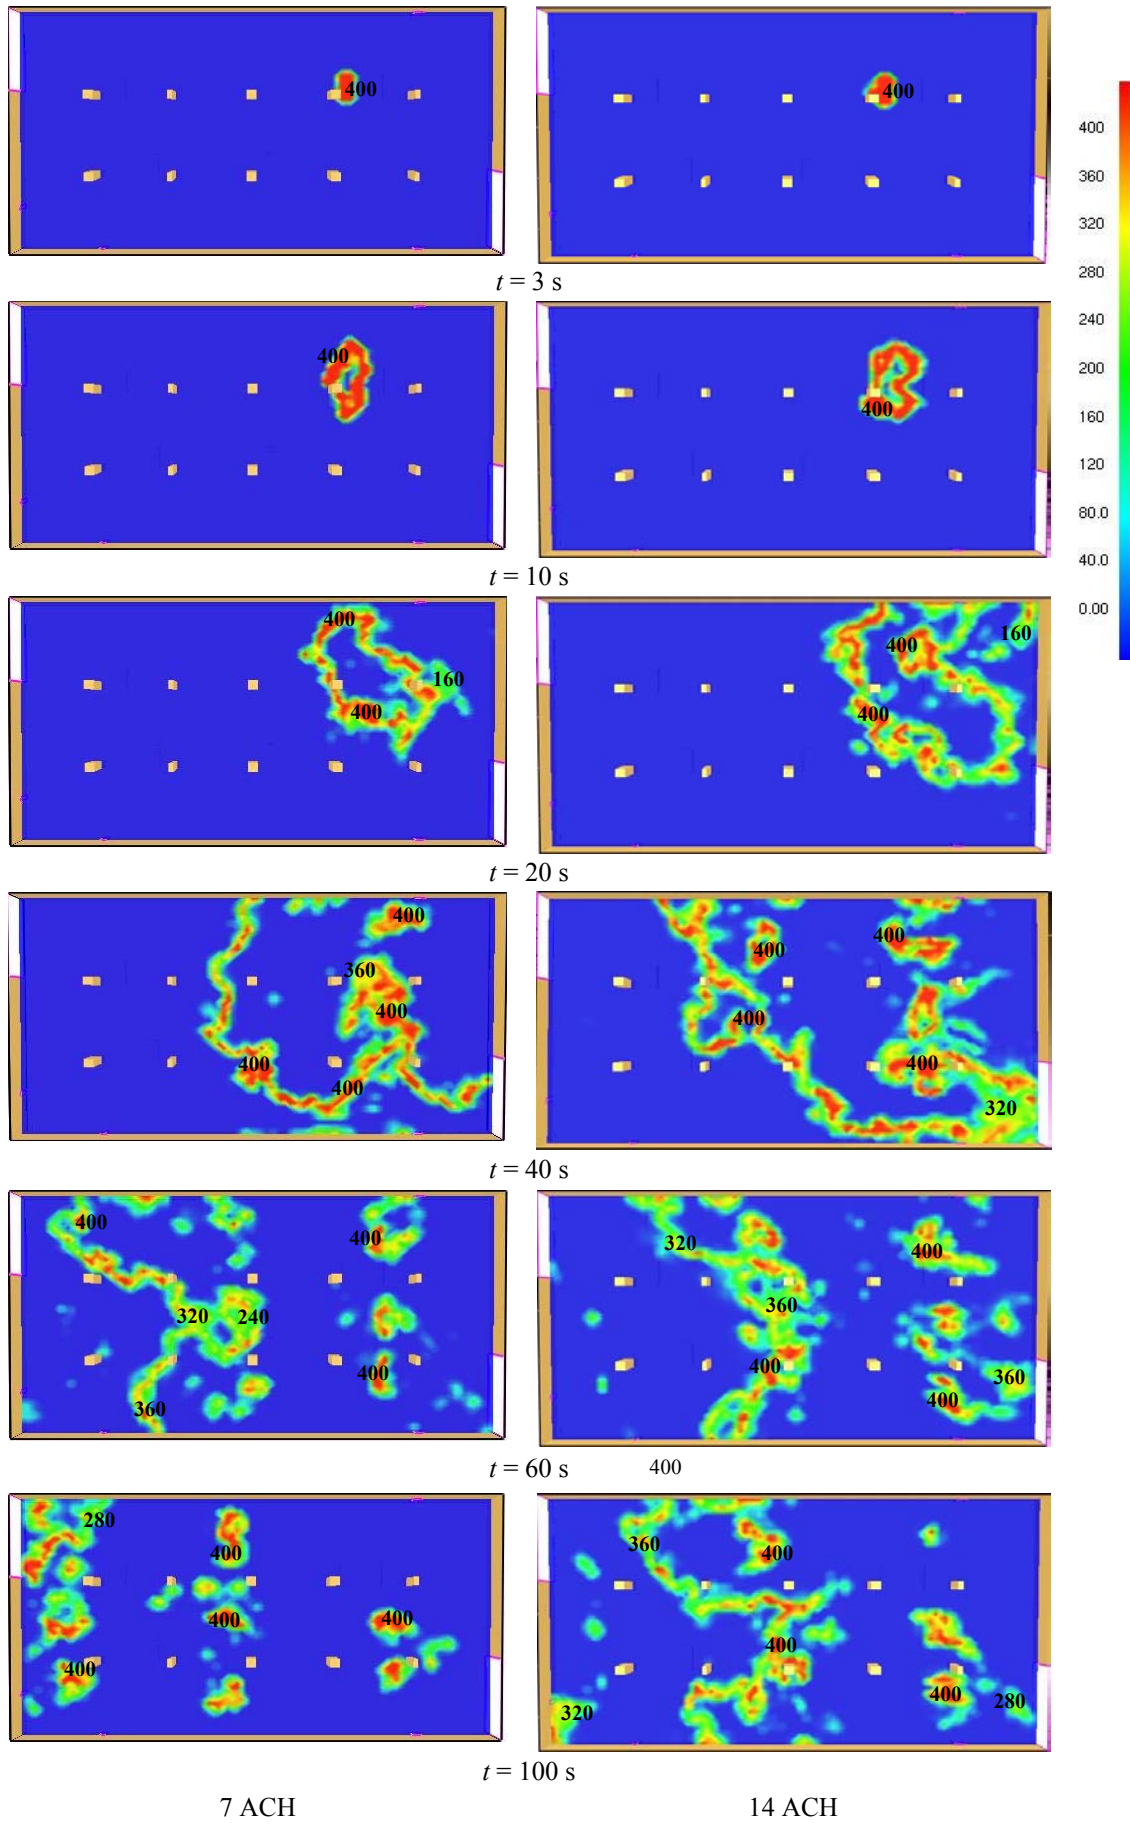 400 400
400
360
320
280
240
200
160
120
80.0
40.0
0.00
t = 3 s
400 400
t = 10 s
400 160 400
400 160 400
t = 20 s
400 360 400 400 400
400 400 400 400 400 320
t = 40 s
400 320 240 360 400 400
320 360 400 400 360 400
t = 60 s 400
280 400 400 400 400
360 400 400 400 280 320
t = 100 s
7 ACH 14 ACH